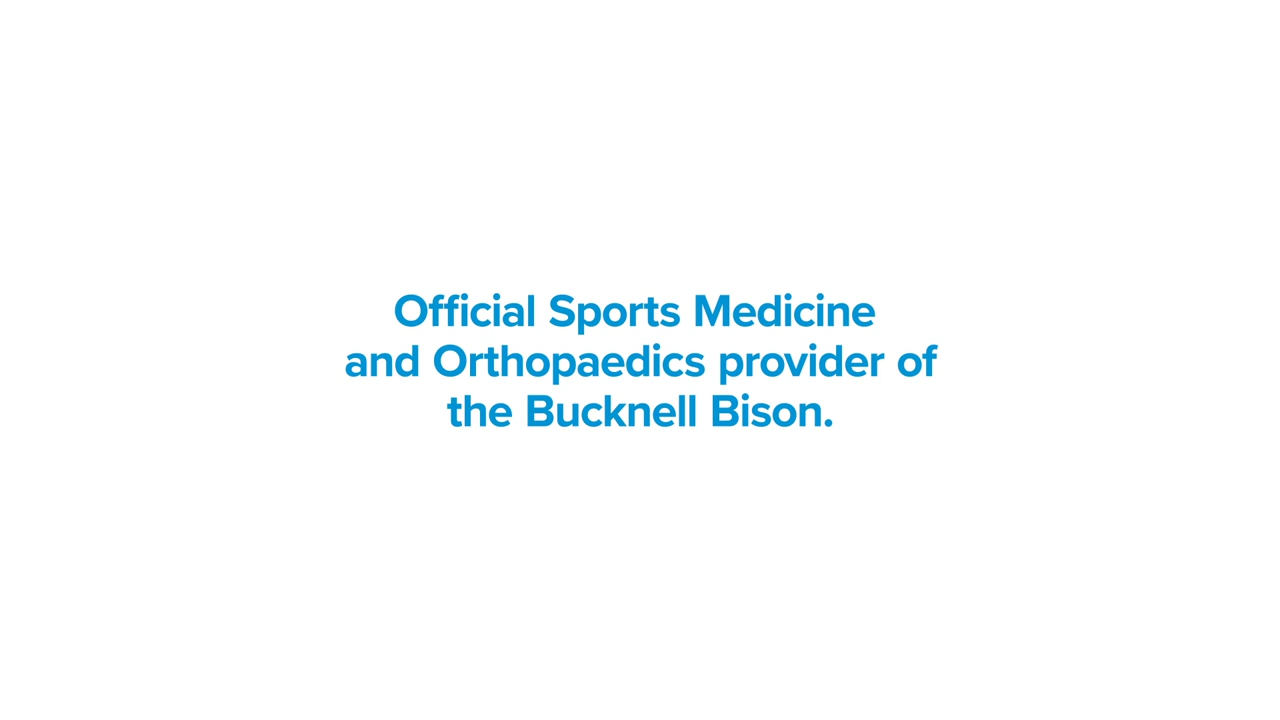 Official Sports Medicine
and Orthopaedics provider of
the Bucknell Bison.